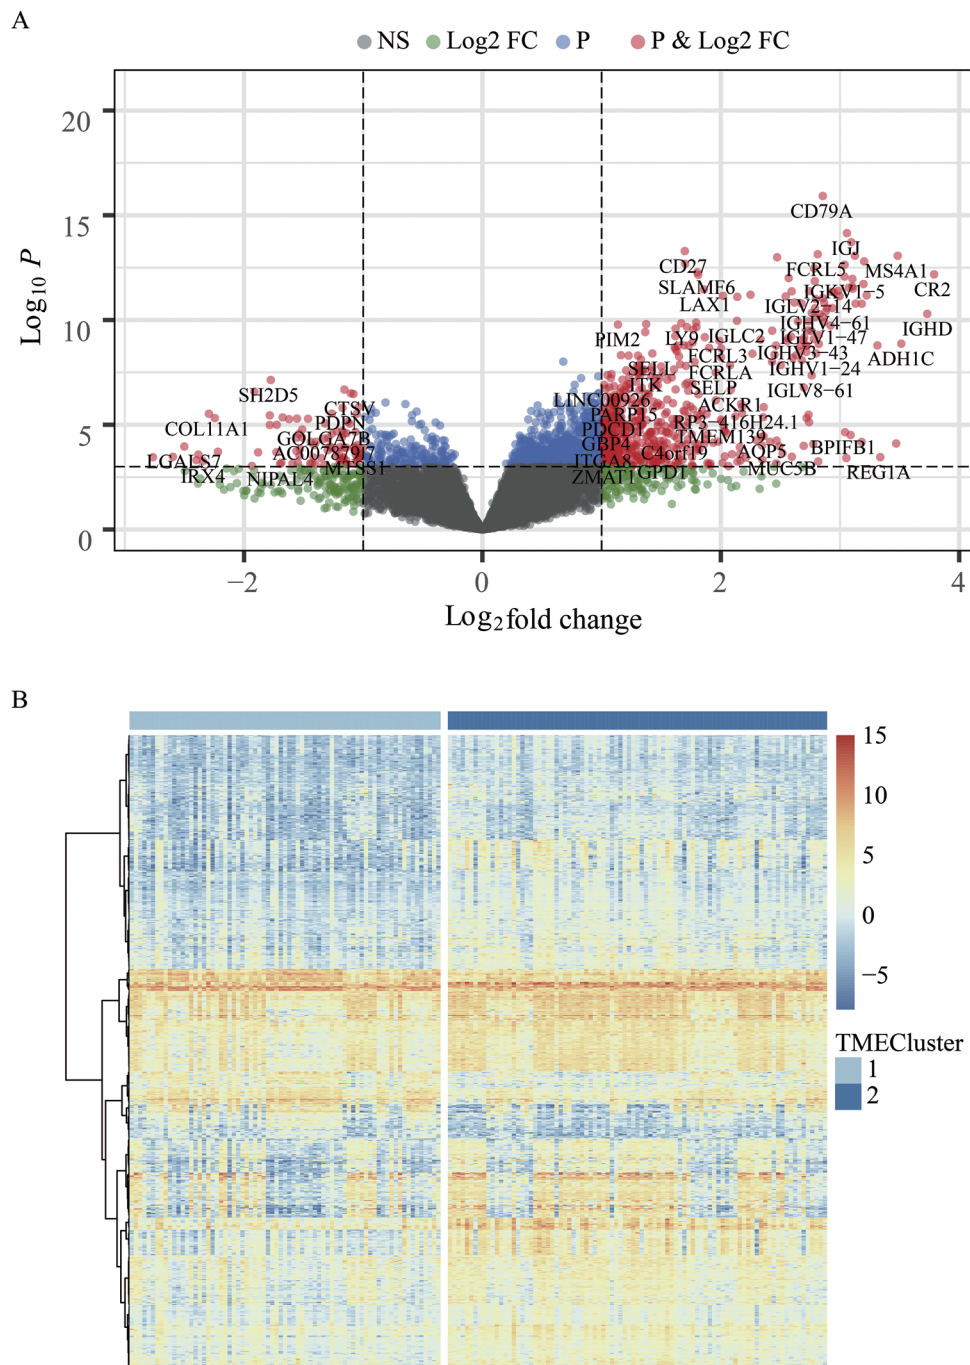 A
NS Log2 FC P P & Log2 FC
20
15
10
5
0
Log10 P
CD79A
IGJ
CD27
FCRL5
MS4A1
SLAMF6
IGKV1-5
CR2
LAX1
IGLV2-14
IGHV4-61
IGHD
PIM2
LY9
IGLC2
IGLV1-47
FCRL3
IGHV3-43
ADH1C
SELL
FCRLA
IGHV1-24
ITK
SELP
IGLV8-61
SH2D5
LINC00926
ACKR1
CTSV
PARP15
COL11A1
PDPN
PDCD1
RP3-416H24.1
GOLGA7B
GBP4
TMEM139
LGALS7
AC007879.7
ITGA8
C4orf19
AQP5
BPIFB1
IRX4
NIPAL4
MTSS1
ZMAT1
GPD1
MUC5B
REG1A
−2 0 2 4
Log2 fold change
B
15
10
5
0
−5
TMECluster
1
2